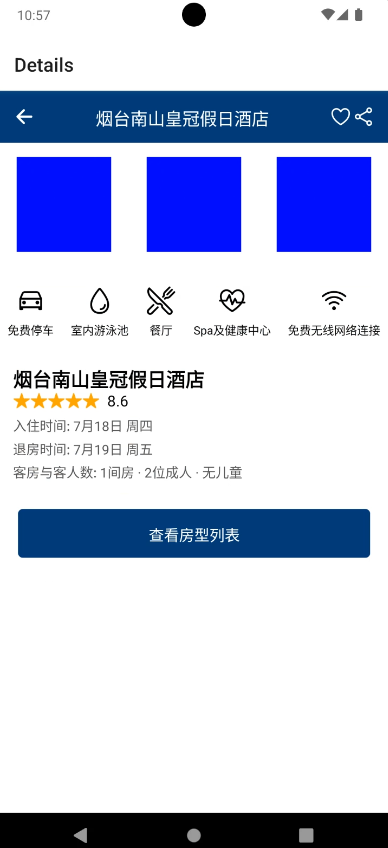 10:57
Details
烟台南山皇冠假日酒店
免费停车 室内游泳池 餐厅 Spa及健康中心 免费无线网络连接
烟台南山皇冠假日酒店
8.6
入住时间: 7月18日 周四
退房时间: 7月19日 周五
客房与客人数: 1间房 · 2位成人 · 无儿童
查看房型列表